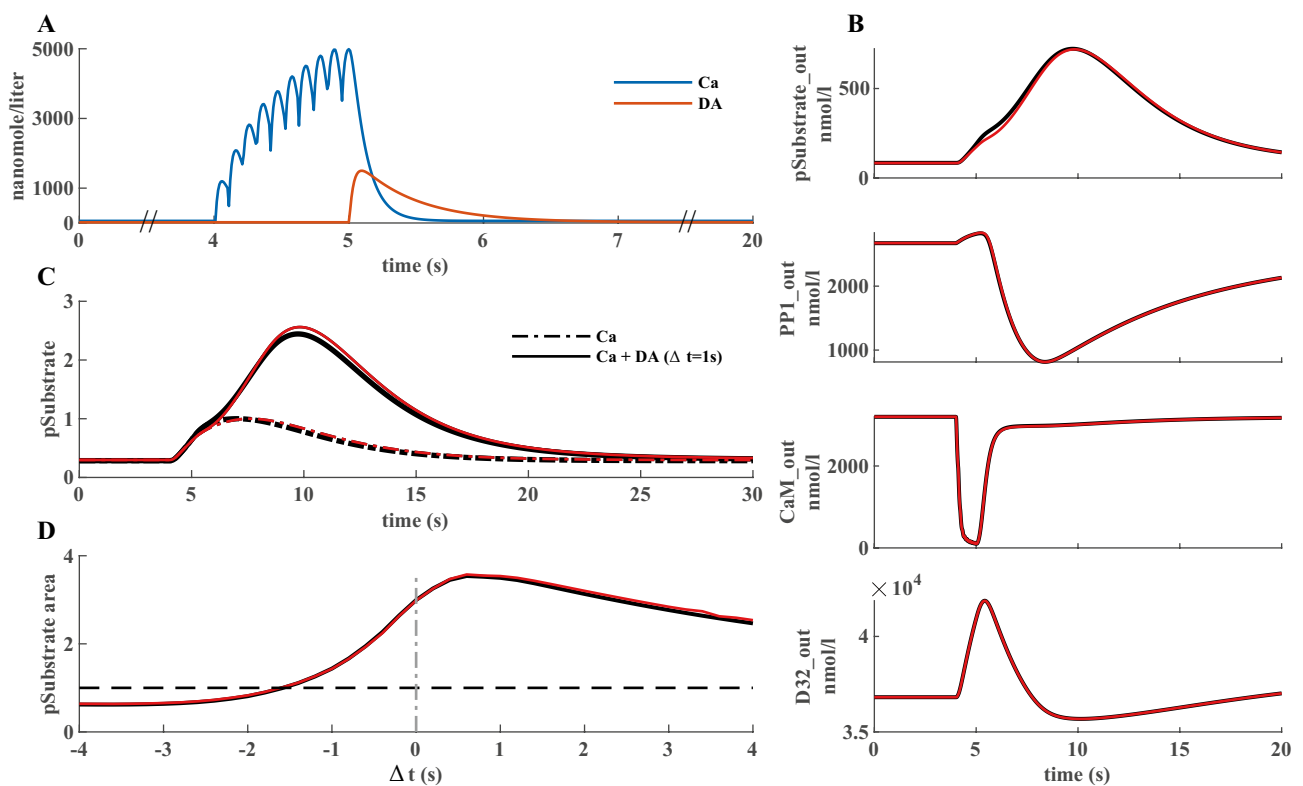 A
nanomole/liter
5000
3000
1000
0
Ca
DA
0
4
5
6
7
20
time (s)
B
pSubstrate_out
nmol/l
500
0
PP1_out
nmol/l
2000
1000
CaM_out
nmol/l
2000
0
× 10^4
D32_out
nmol/l
4
3.5
0
5
10
15
20
time (s)
C
pSubstrate
3
2
1
0
Ca
Ca + DA (Δ t=1s)
0
5
10
15
20
25
30
time (s)
D
pSubstrate area
4
2
0
-4
-3
-2
-1
0
1
2
3
4
Δ t (s)